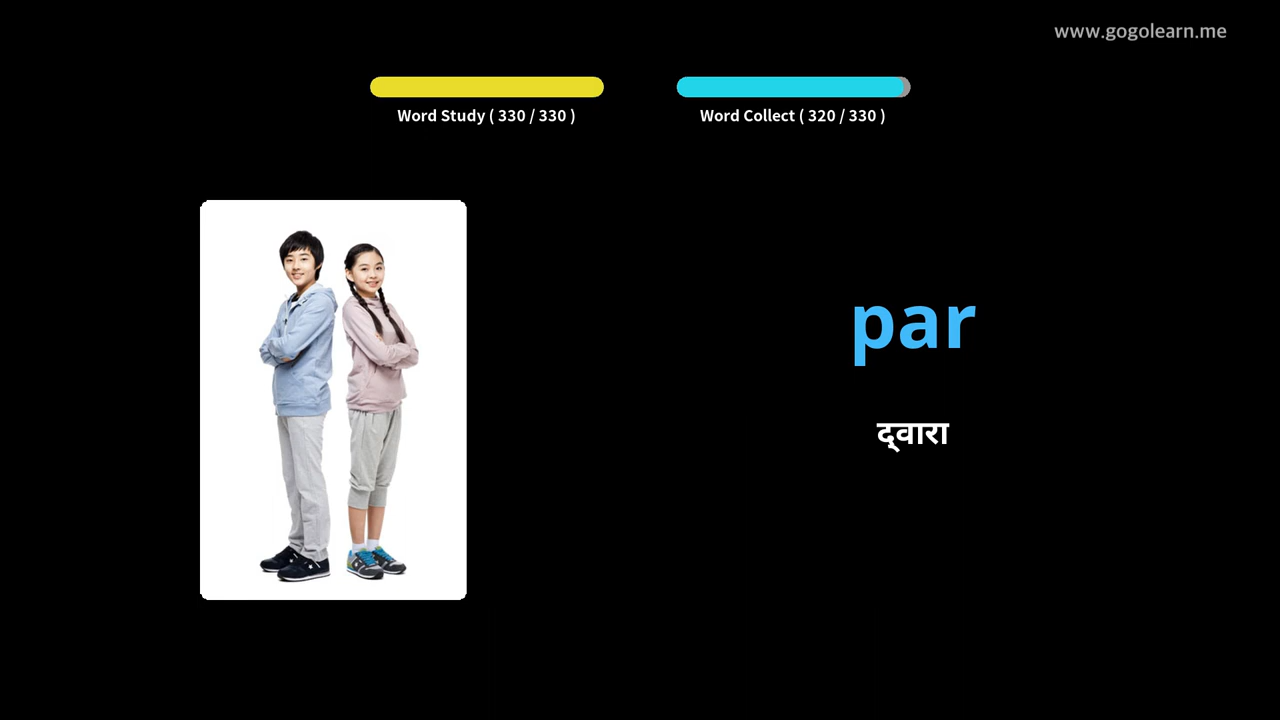 www.gogolearn.me
Word Study ( 330 / 330 )
Word Collect ( 320 / 330 )
par
द्वारा